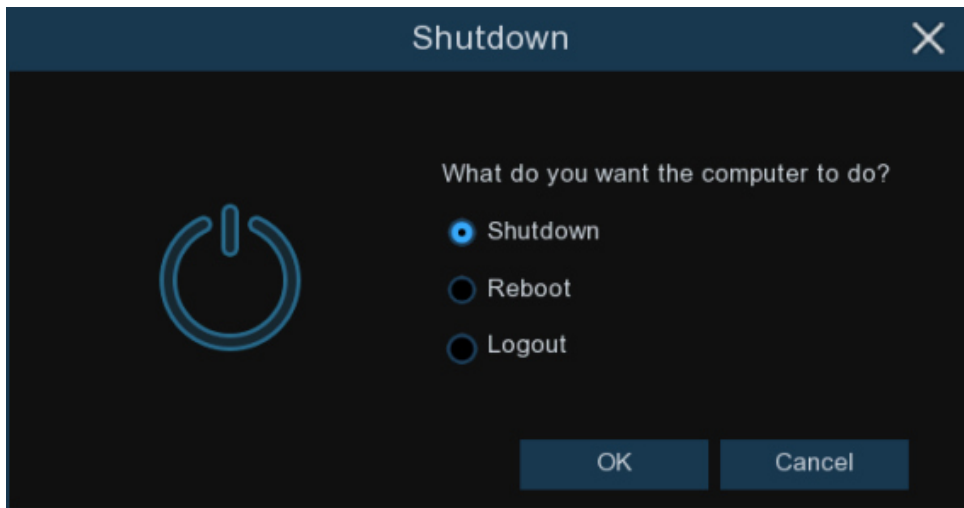 Shutdown
What do you want the computer to do?
Shutdown
Reboot
Logout
OK
Cancel